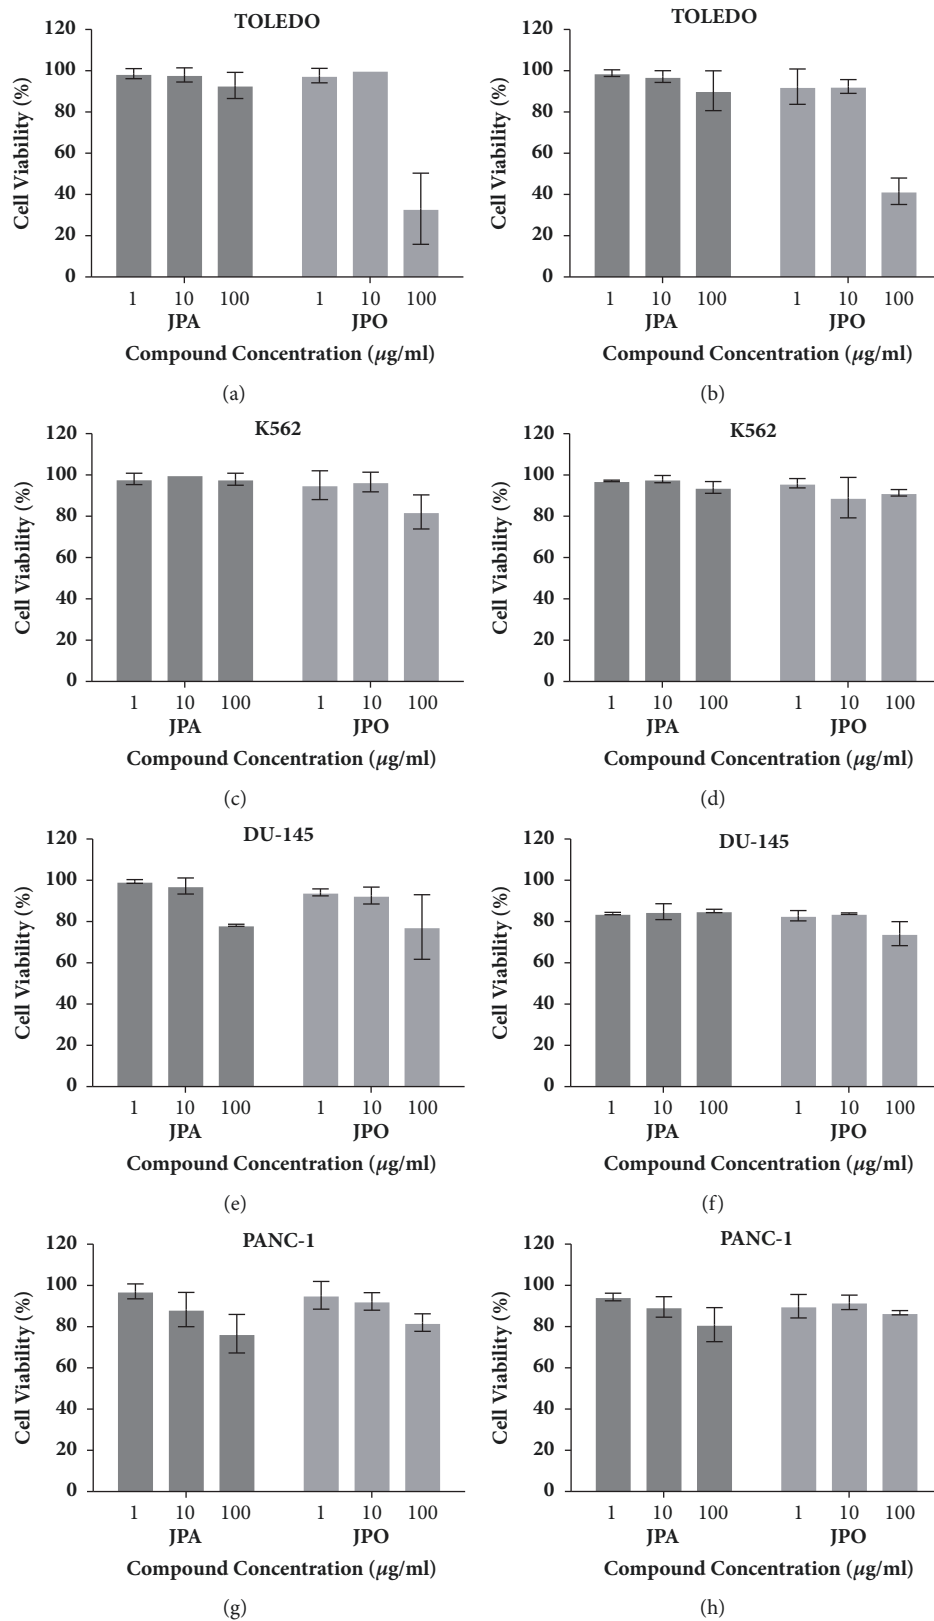 TOLEDO
120
100
80
60
40
20
0
Cell Viability (%)
1 10 100 1 10 100
JPA JPO
Compound Concentration (μg/ml)
(a)
TOLEDO
120
100
80
60
40
20
0
Cell Viability (%)
1 10 100 1 10 100
JPA JPO
Compound Concentration (μg/ml)
(b)
K562
120
100
80
60
40
20
0
Cell Viability (%)
1 10 100 1 10 100
JPA JPO
Compound Concentration (μg/ml)
(c)
K562
120
100
80
60
40
20
0
Cell Viability (%)
1 10 100 1 10 100
JPA JPO
Compound Concentration (μg/ml)
(d)
DU-145
120
100
80
60
40
20
0
Cell Viability (%)
1 10 100 1 10 100
JPA JPO
Compound Concentration (μg/ml)
(e)
DU-145
120
100
80
60
40
20
0
Cell Viability (%)
1 10 100 1 10 100
JPA JPO
Compound Concentration (μg/ml)
(f)
PANC-1
120
100
80
60
40
20
0
Cell Viability (%)
1 10 100 1 10 100
JPA JPO
Compound Concentration (μg/ml)
(g)
PANC-1
120
100
80
60
40
20
0
Cell Viability (%)
1 10 100 1 10 100
JPA JPO
Compound Concentration (μg/ml)
(h)